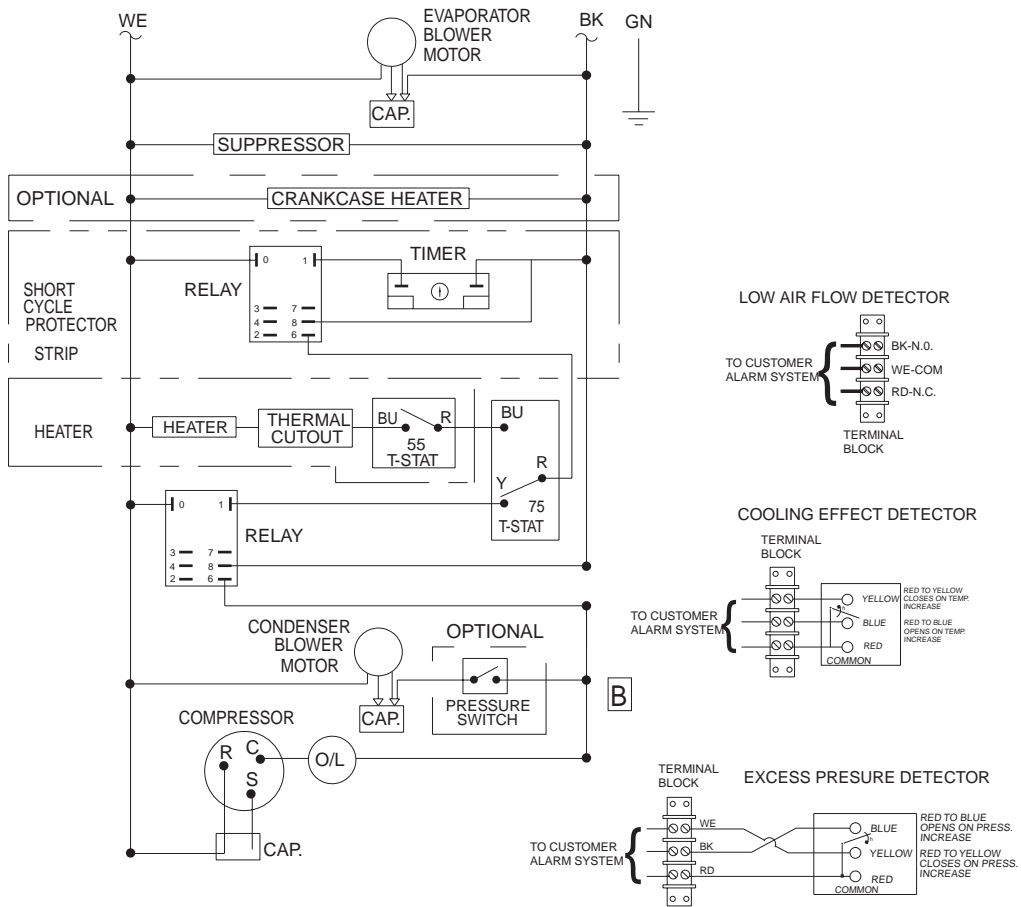 WE
EVAPORATOR
BLOWER
MOTOR
BK
GN
CAP.
SUPPRESSOR
OPTIONAL
CRANKCASE HEATER
SHORT
CYCLE
PROTECTOR
STRIP
RELAY
0
1
3
7
4
8
2
6
TIMER
HEATER
HEATER
THERMAL
CUTOUT
BU
R
55
T-STAT
BU
R
Y
75
T-STAT
0
1
3
7
4
8
2
6
RELAY
CONDENSER
BLOWER
MOTOR
CAP.
OPTIONAL
PRESSURE
SWITCH
B
COMPRESSOR
R
C
S
O/L
CAP.
LOW AIR FLOW DETECTOR
TO CUSTOMER
ALARM SYSTEM
BK-N.0.
WE-COM
RD-N.C.
TERMINAL
BLOCK
COOLING EFFECT DETECTOR
TERMINAL
BLOCK
TO CUSTOMER
ALARM SYSTEM
YELLOW
RED TO YELLOW
CLOSES ON TEMP.
INCREASE
BLUE
RED TO BLUE
OPENS ON TEMP.
INCREASE
RED
COMMON
EXCESS PRESURE DETECTOR
TERMINAL
BLOCK
TO CUSTOMER
ALARM SYSTEM
WE
BK
RD
BLUE
RED TO BLUE
OPENS ON PRESS.
INCREASE
YELLOW
RED TO YELLOW
CLOSES ON PRESS.
INCREASE
RED
COMMON